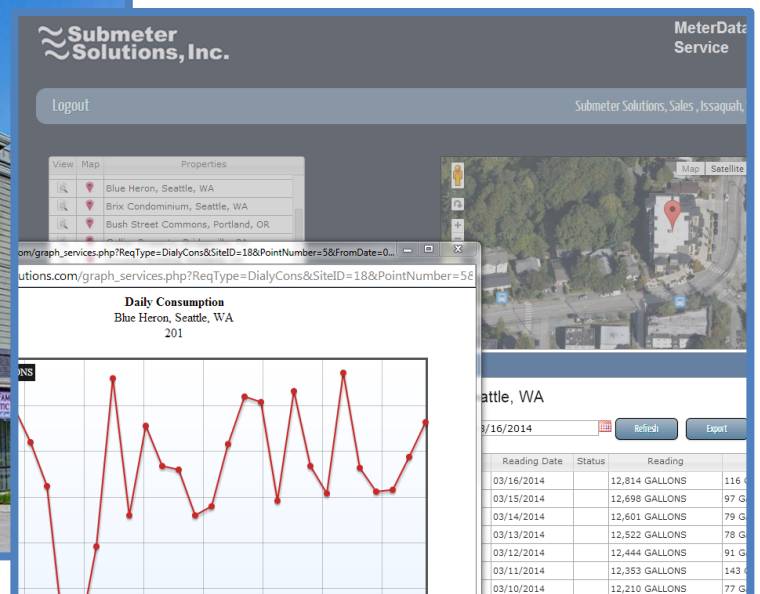 Submeter
Solutions, Inc.
MeterData
Service
Logout
Submeter Solutions, Sales , Issaquah,
View Map Properties
Blue Heron, Seattle, WA
Brix Condominium, Seattle, WA
Bush Street Commons, Portland, OR
Map Satellite
om/graph_services.php?ReqType=DialyCons&SiteID=18&PointNumber=5&FromDate=0...
utions.com/graph_services.php?ReqType=DialyCons&SiteID=18&PointNumber=5&
Daily Consumption
Blue Heron, Seattle, WA
201
ONS
attle, WA
3/16/2014 Refresh Export
Reading Date Status Reading
03/16/2014 12,814 GALLONS 116 G
03/15/2014 12,698 GALLONS 97 G
03/14/2014 12,601 GALLONS 79 G
03/13/2014 12,522 GALLONS 78 G
03/12/2014 12,444 GALLONS 91 G
03/11/2014 12,353 GALLONS 143 G
03/10/2014 12,210 GALLONS 77 G